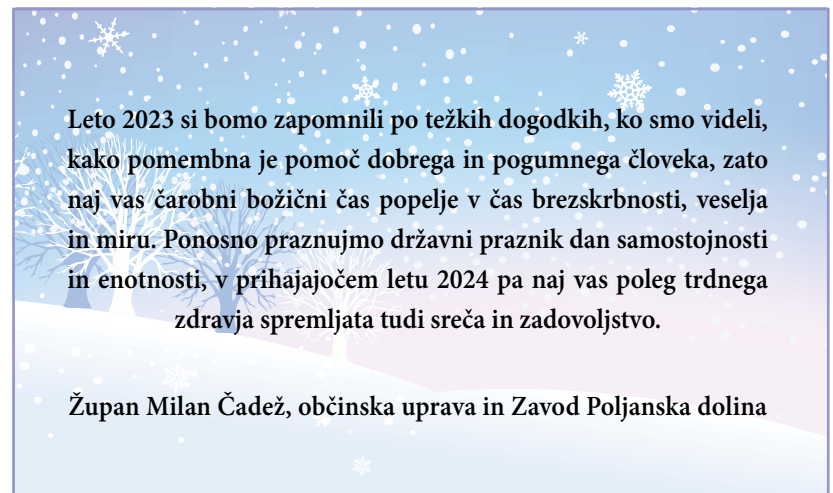 Leto 2023 si bomo zapomnili po težkih dogodkih, ko smo videli,
kako pomembna je pomoč dobrega in pogumnega človeka, zato
naj vas čarobni božični čas popelje v čas brezskrbnosti, veselja
in miru. Ponosno praznujmo državni praznik dan samostojnosti
in enotnosti, v prihajajočem letu 2024 pa naj vas poleg trdnega
zdravja spremljata tudi sreča in zadovoljstvo.
Župan Milan Čadež, občinska uprava in Zavod Poljanska dolina